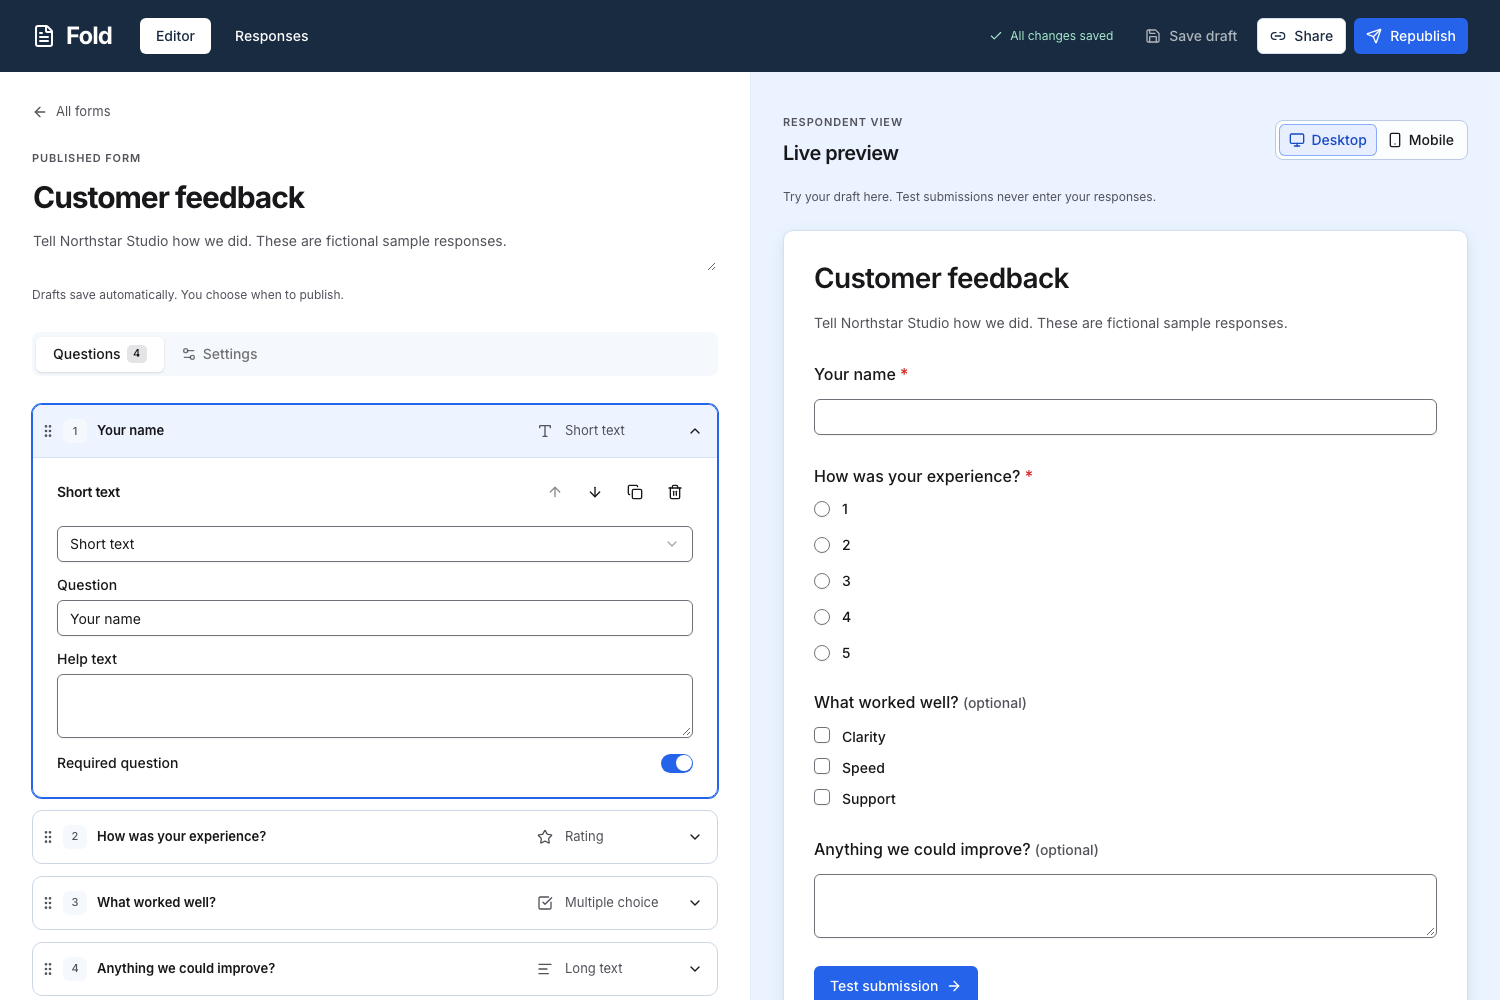 Fold
Editor
Responses
All changes saved
Save draft
Share
Republish
All forms
PUBLISHED FORM
Customer feedback
Tell Northstar Studio how we did. These are fictional sample responses.
Drafts save automatically. You choose when to publish.
Questions 4
Settings
1 Your name Short text
Short text
Short text
Question
Your name
Help text
Required question
2 How was your experience? Rating
3 What worked well? Multiple choice
4 Anything we could improve? Long text
RESPONDENT VIEW
Live preview
Desktop
Mobile
Try your draft here. Test submissions never enter your responses.
Customer feedback
Tell Northstar Studio how we did. These are fictional sample responses.
Your name *
How was your experience? *
1
2
3
4
5
What worked well? (optional)
Clarity
Speed
Support
Anything we could improve? (optional)
Test submission